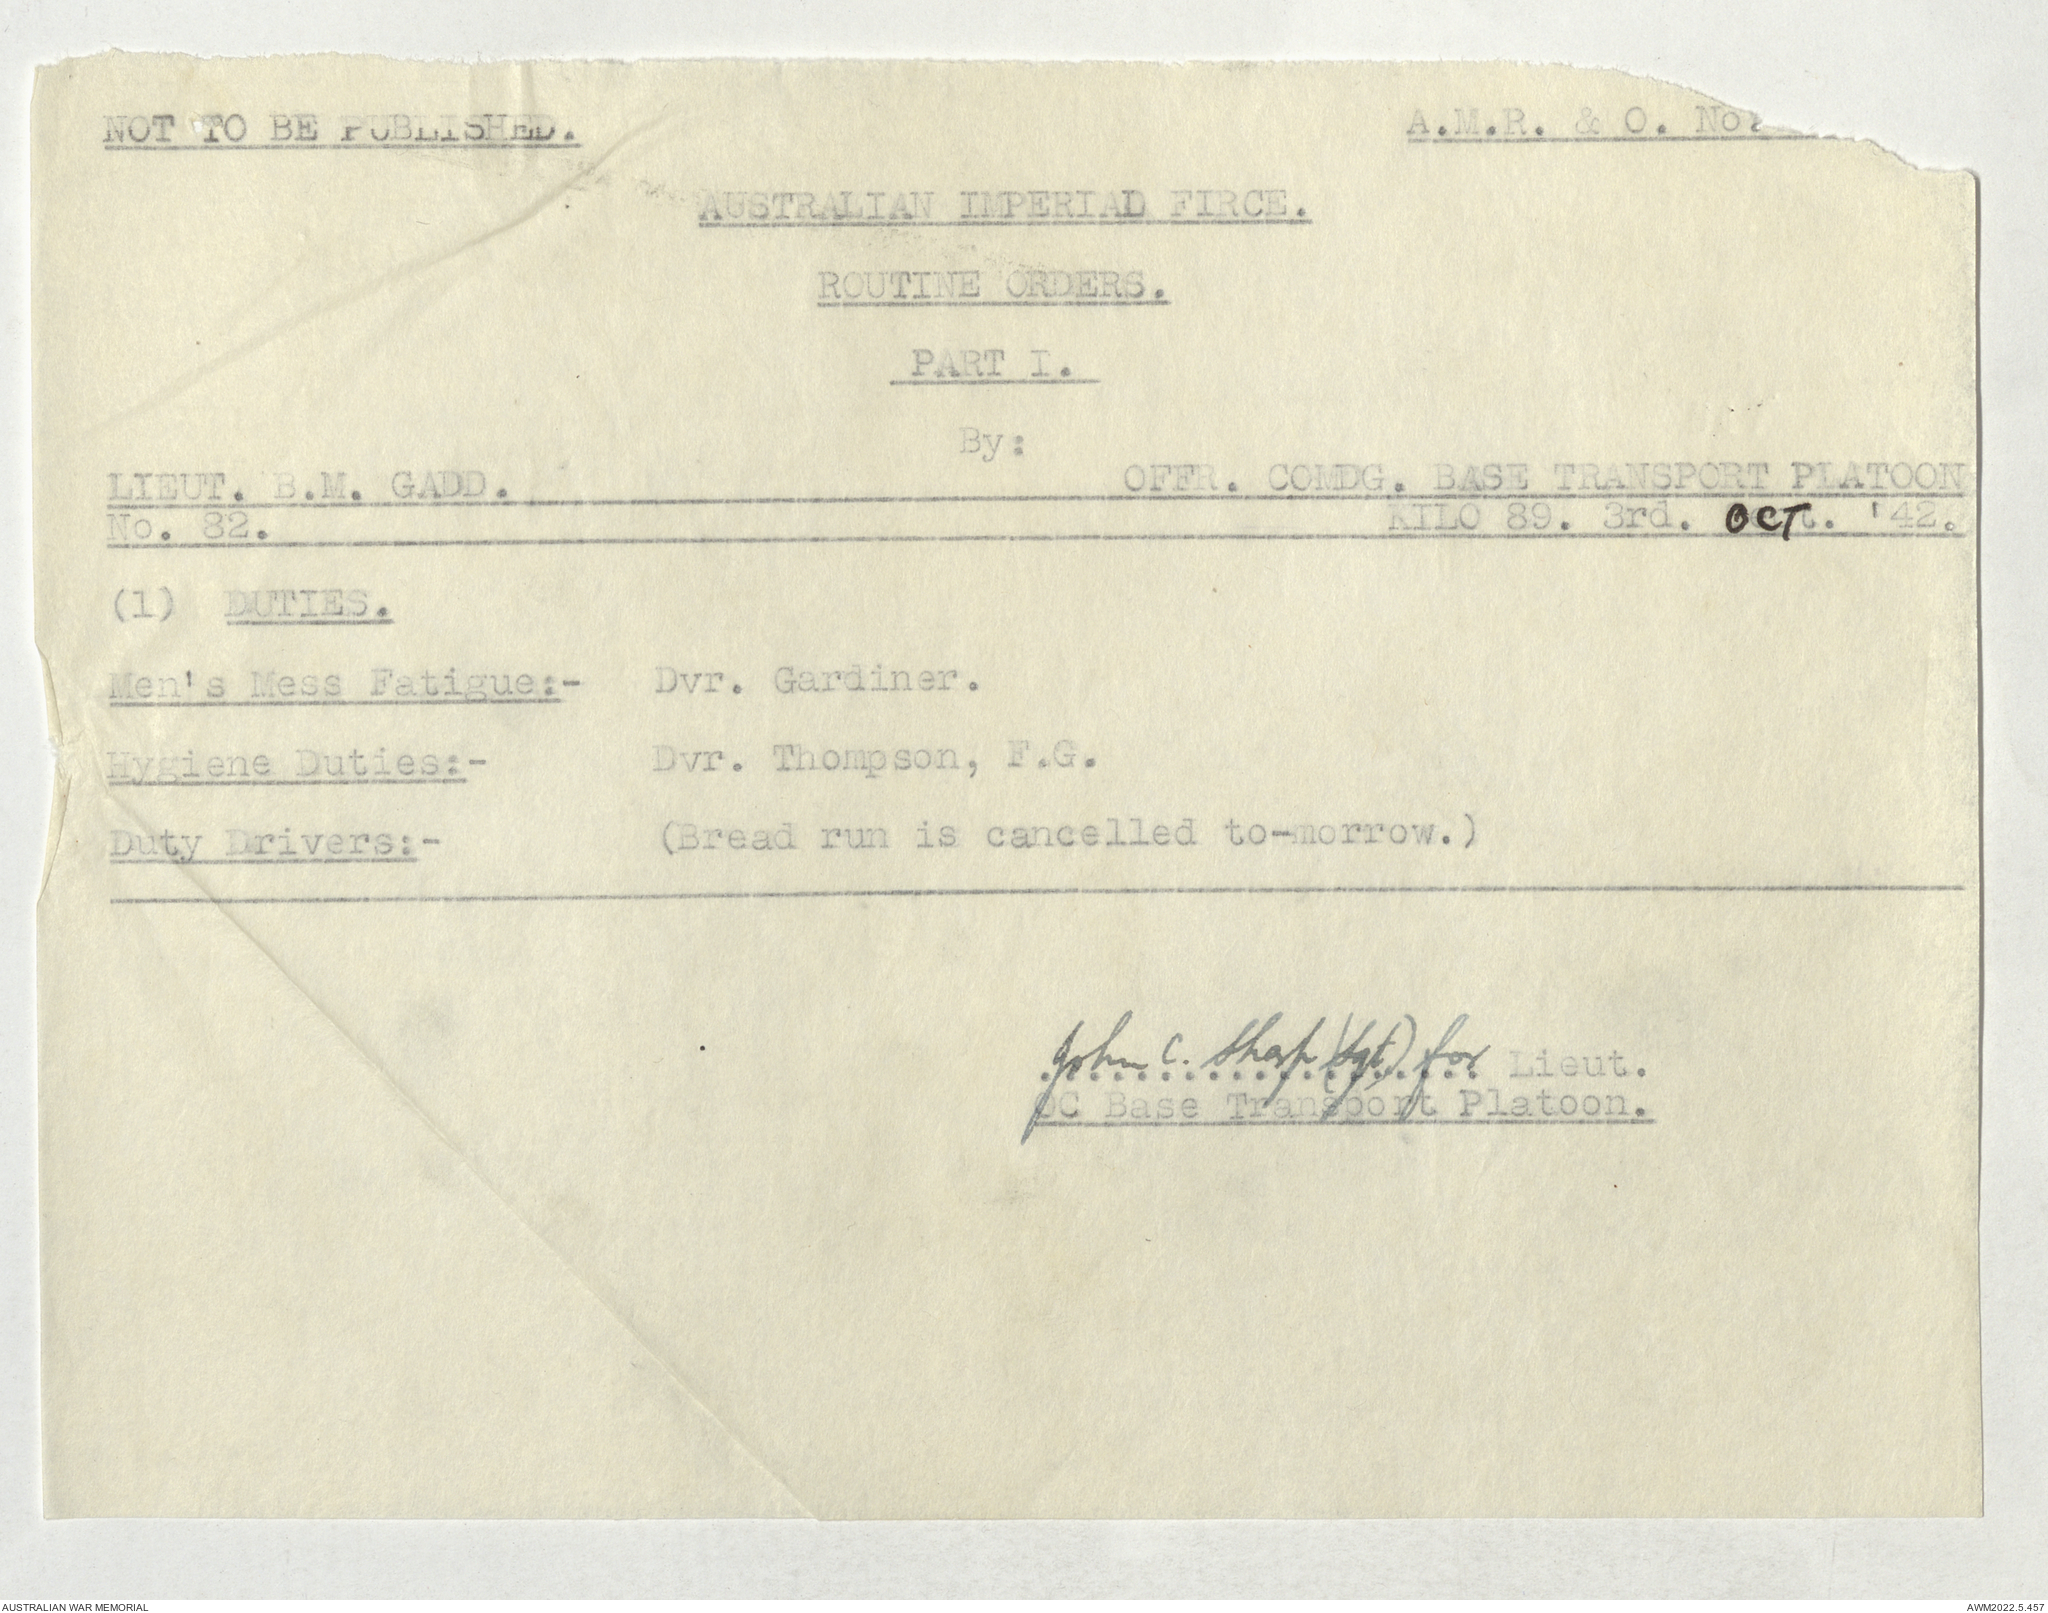 NOT TO BE PUBLISHED.
A.M.R. & O. No.
AUSTRALIAN IMPERIAD FIRCE.
ROUTINE ORDERS.
PART I.
By:
LIEUT. B.M. GADD. OFFR. COMDG. BASE TRANSPORT PLATOON
No. 82. KILO 89. 3rd. OCT. '42.
(1) DUTIES.
Men's Mess Fatigue:- Dvr. Gardiner.
Hygiene Duties:- Dvr. Thompson, F.G.
Duty Drivers:- (Bread run is cancelled to-morrow.)
John C. Sharp (Sgt) for Lieut.
OC Base Transport Platoon.
AUSTRALIAN WAR MEMORIAL
AWM2022.5.457